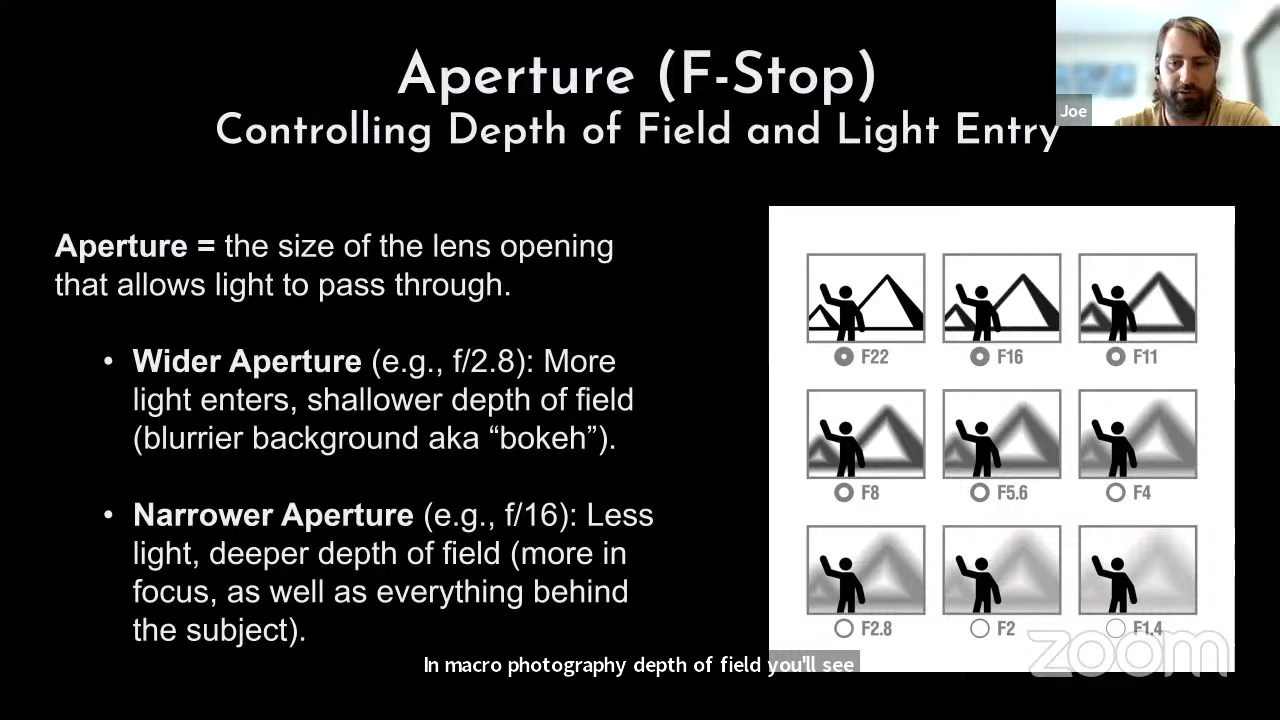 Aperture (F-Stop)
Controlling Depth of Field and Light Entry
Joe
Aperture = the size of the lens opening
that allows light to pass through.
• Wider Aperture (e.g., f/2.8): More
light enters, shallower depth of field
(blurrier background aka “bokeh”).
• Narrower Aperture (e.g., f/16): Less
light, deeper depth of field (more in
focus, as well as everything behind
the subject).
F22 F16 F11
F8 F5.6 F4
F2.8 F2 F1.4
zoom
In macro photography depth of field you'll see